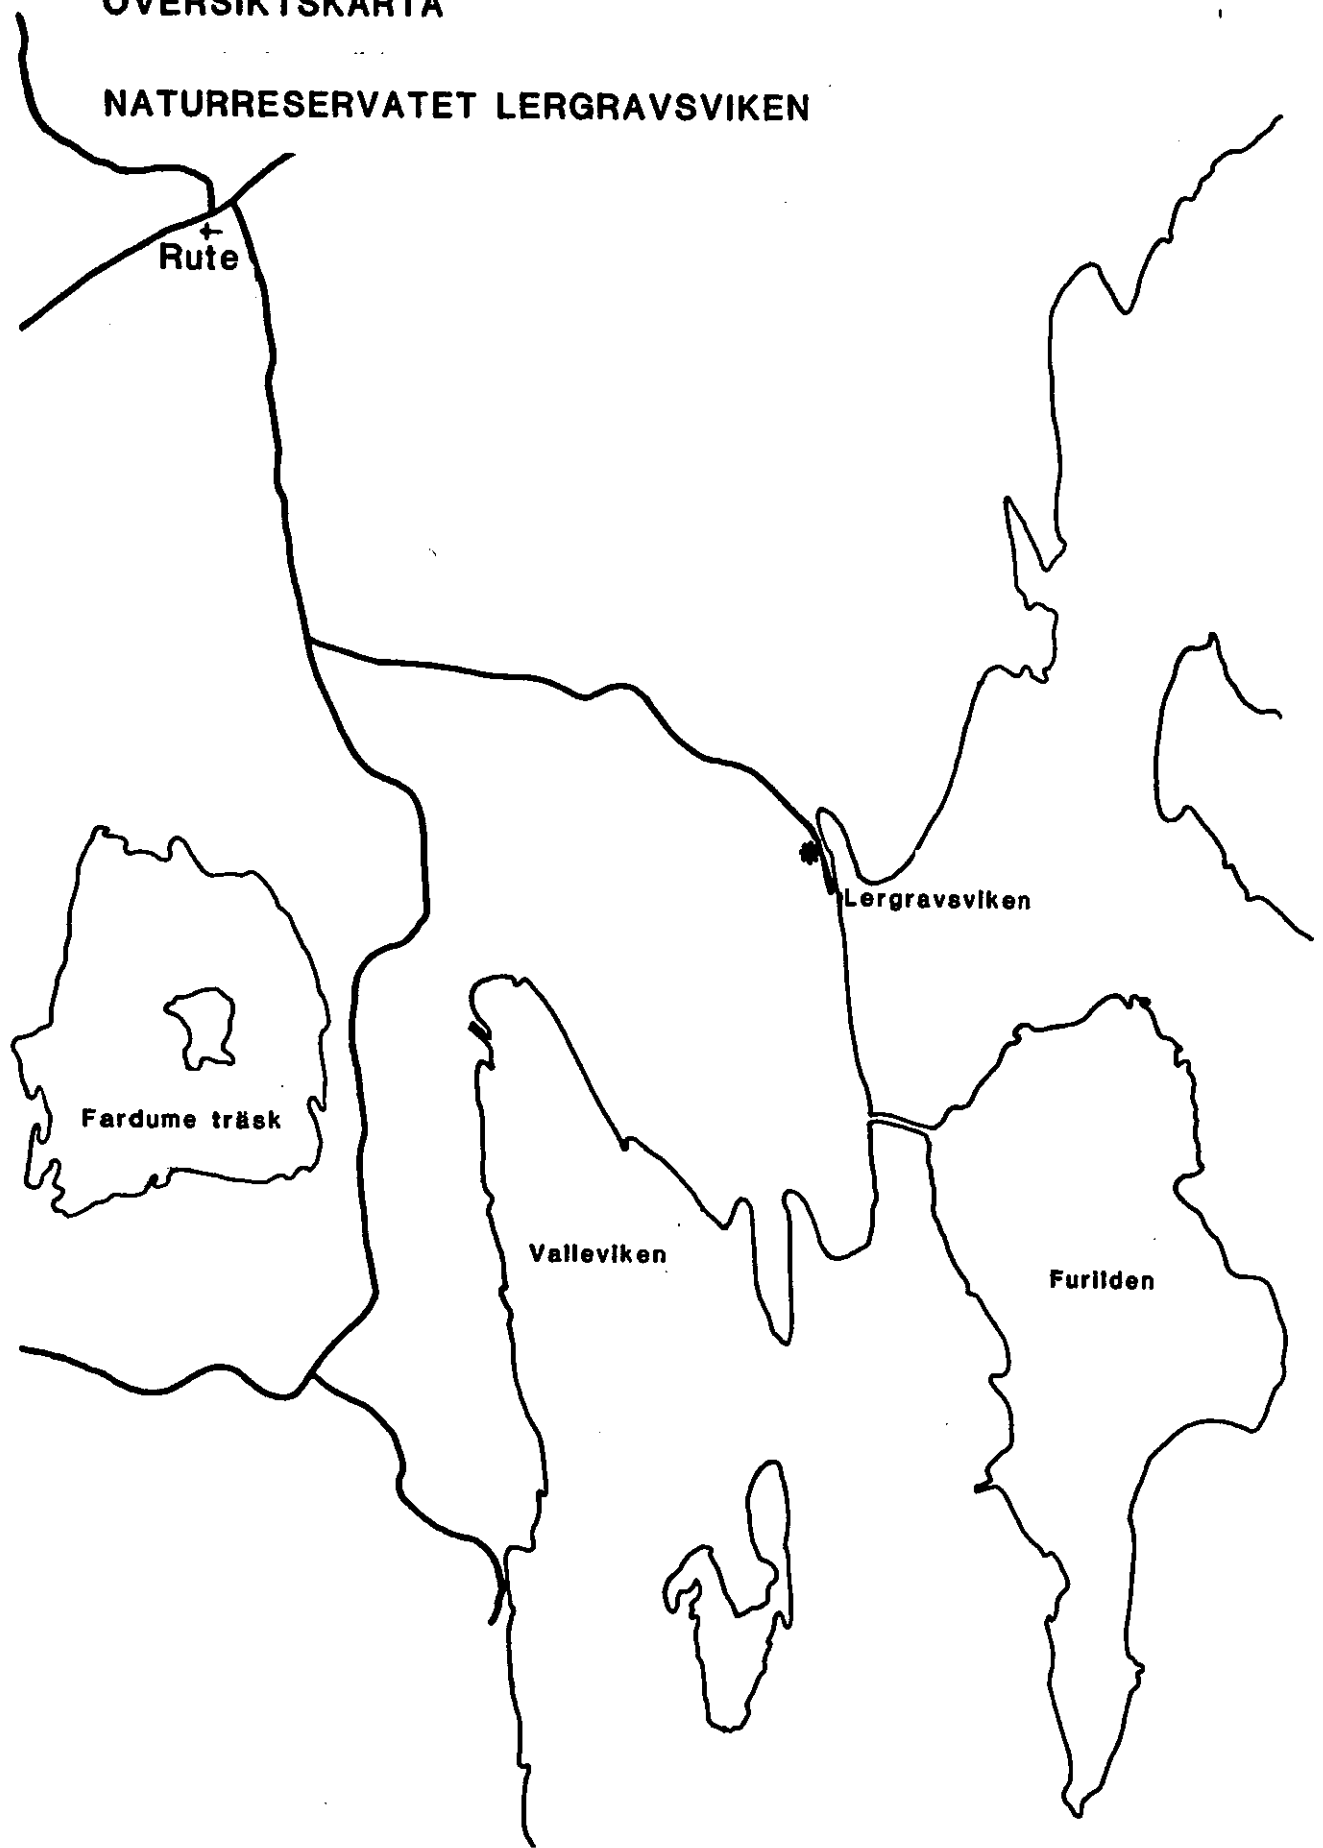 ÖVERSIKTSKARTA
NATURRESERVATET LERGRAVSVIKEN
Rute
Lergravsviken
Fardume träsk
Valleviken
Furilden